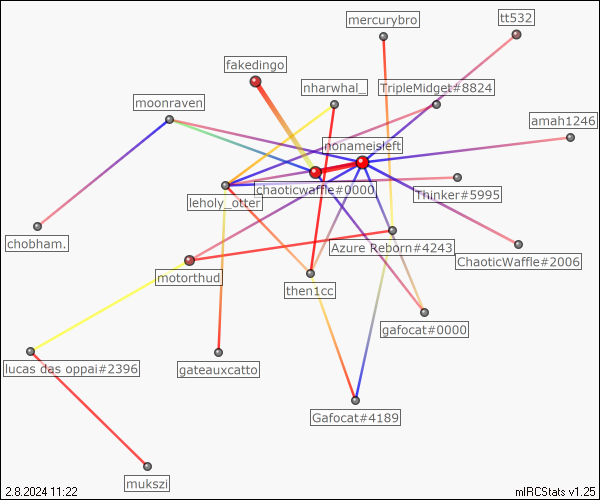 mercurybro
tt532
fakedingo
nharwhal_
TripleMidget#8824
moonraven
amah1246
nonameisleft
chaoticwaffle#0000
Thinker#5995
leholy_otter
chobham.
Azure Reborn#4243
ChaoticWaffle#2006
motorthud
then1cc
gafocat#0000
lucas das oppai#2396
gateauxcatto
Gafocat#4189
mukszi
2.8.2024 11:22
mIRCStats v1.25